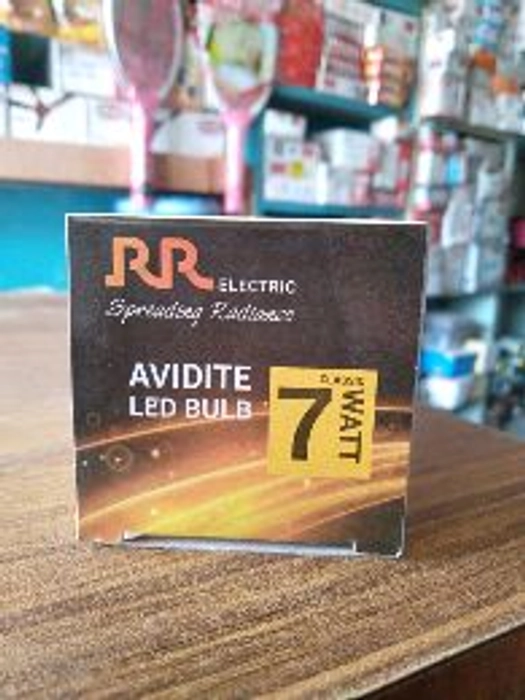 RR ELECTRIC
Spreading Radiance
AVIDITE
LED BULB
7
WATT